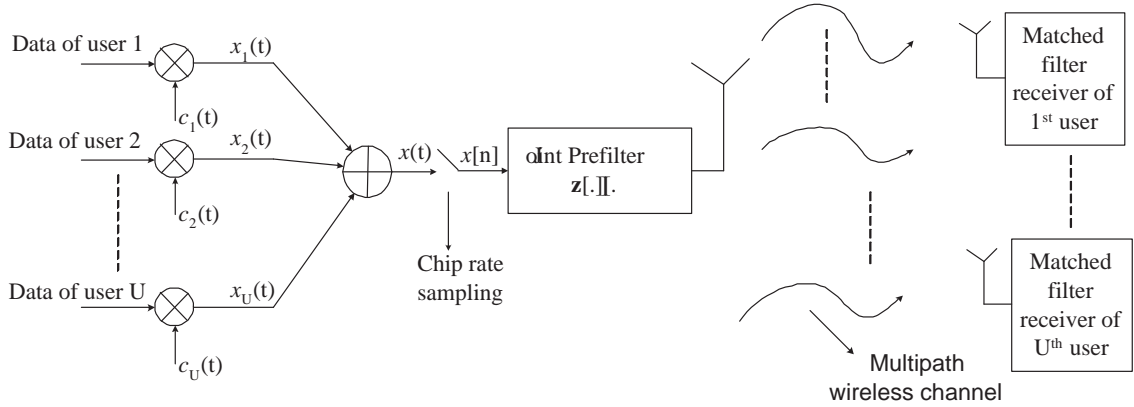 Data of user 1
x1(t)
c1(t)
Data of user 2
x2(t)
c2(t)
Data of user U
xU(t)
cU(t)
x(t)
x[n]
Chip rate
sampling
Prefilter
z[.][.
Multipath
wireless channel
Matched
filter
receiver of
1st user
Matched
filter
receiver of
Uth user